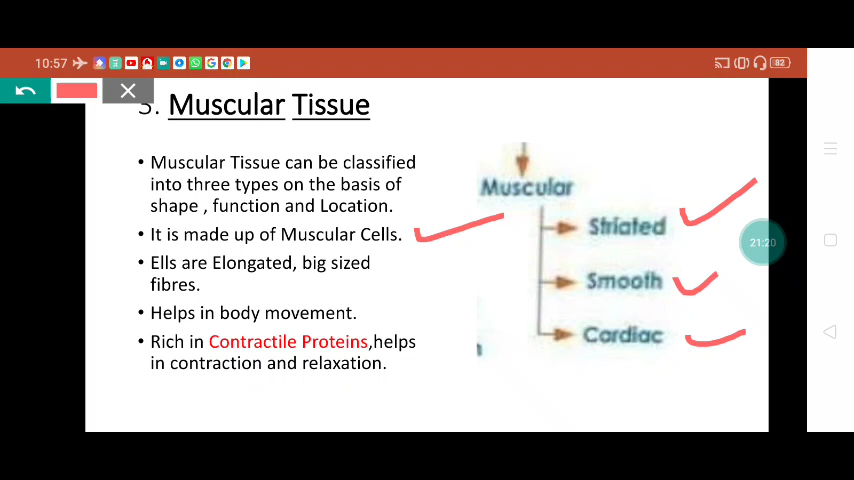 10:57
82
3. Muscular Tissue
• Muscular Tissue can be classified
into three types on the basis of
shape , function and Location.
• It is made up of Muscular Cells.
• Ells are Elongated, big sized
fibres.
• Helps in body movement.
• Rich in Contractile Proteins,helps
in contraction and relaxation.
Muscular
Striated
Smooth
Cardiac
21:20